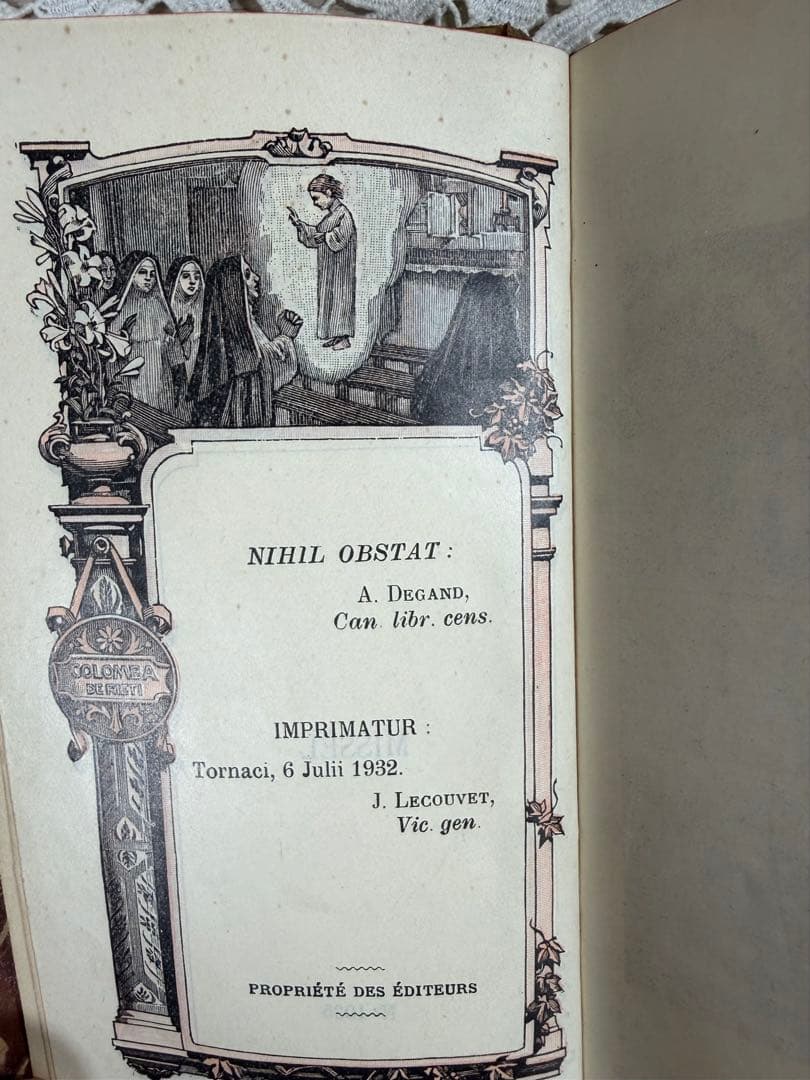 NIHIL OBSTAT :
A. DEGAND,
Can. libr. cens.
COLOMBA
DE RIETI
IMPRIMATUR :
Tornaci, 6 Julii 1932.
J. LECOUVET,
Vic. gen.
PROPRIÉTÉ DES ÉDITEURS